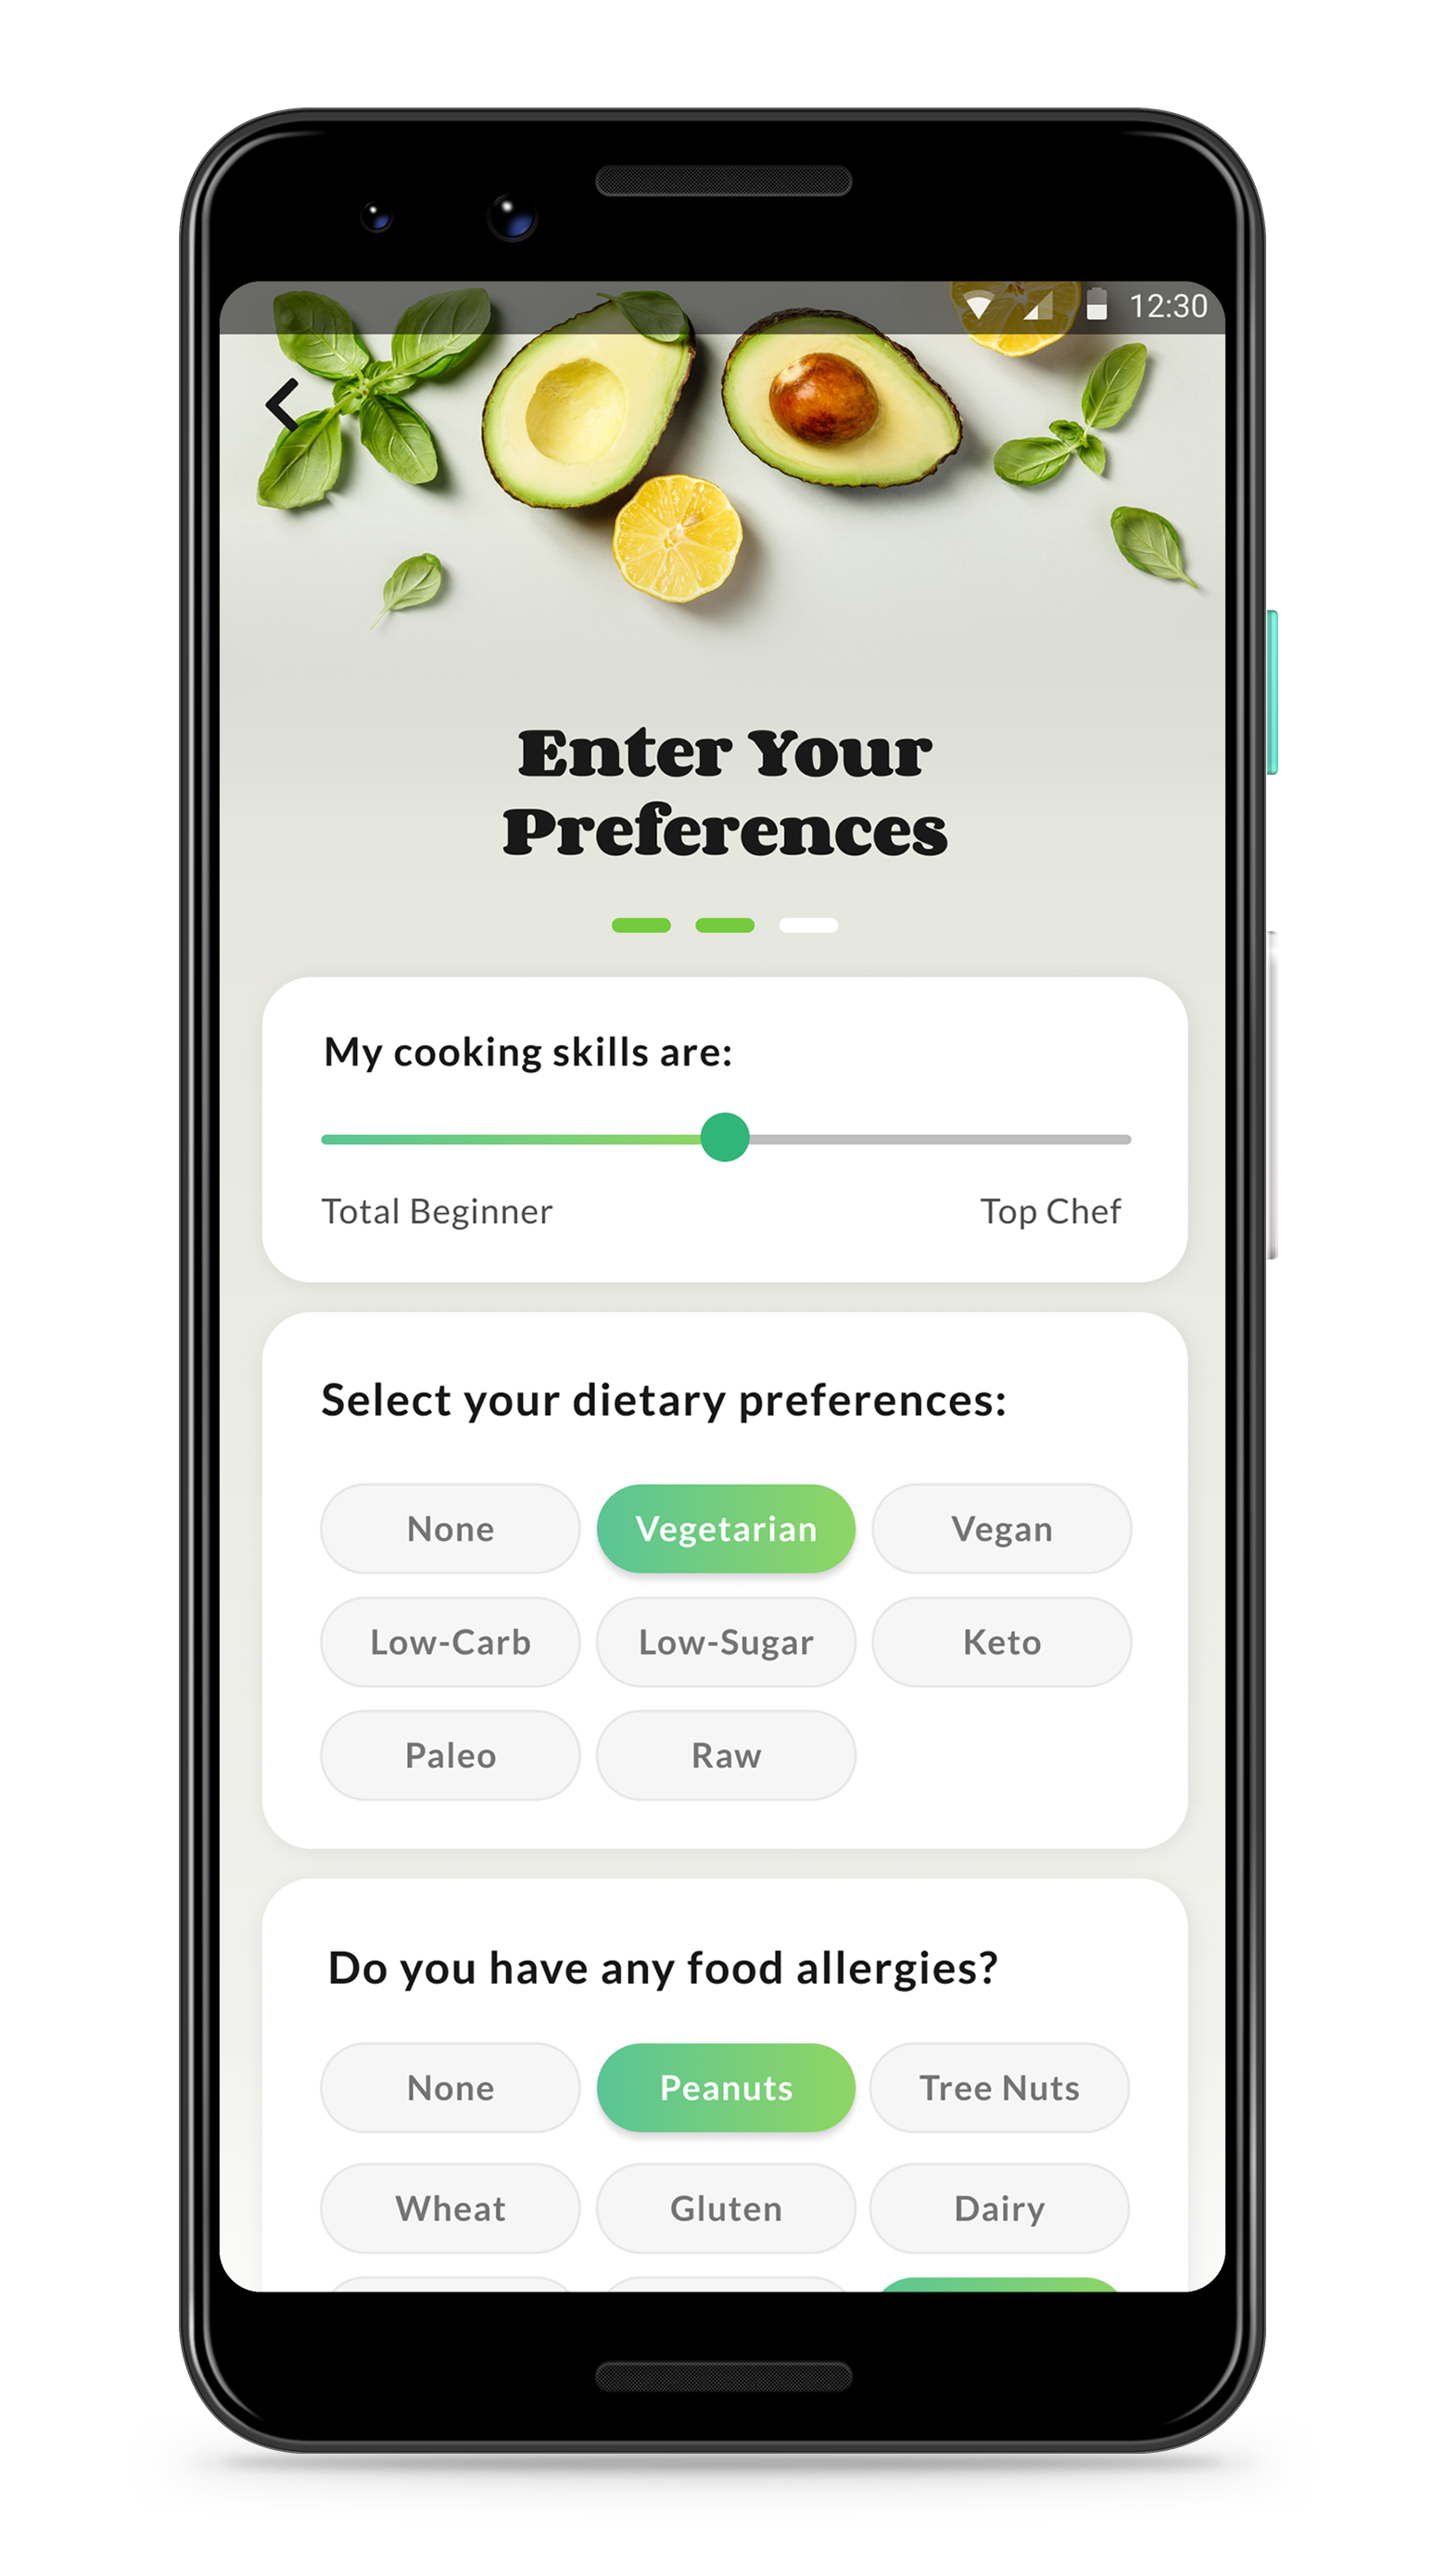 12:30
Enter Your
Preferences
My cooking skills are:
Total Beginner Top Chef
Select your dietary preferences:
None Vegetarian Vegan
Low-Carb Low-Sugar Keto
Paleo Raw
Do you have any food allergies?
None Peanuts Tree Nuts
Wheat Gluten Dairy